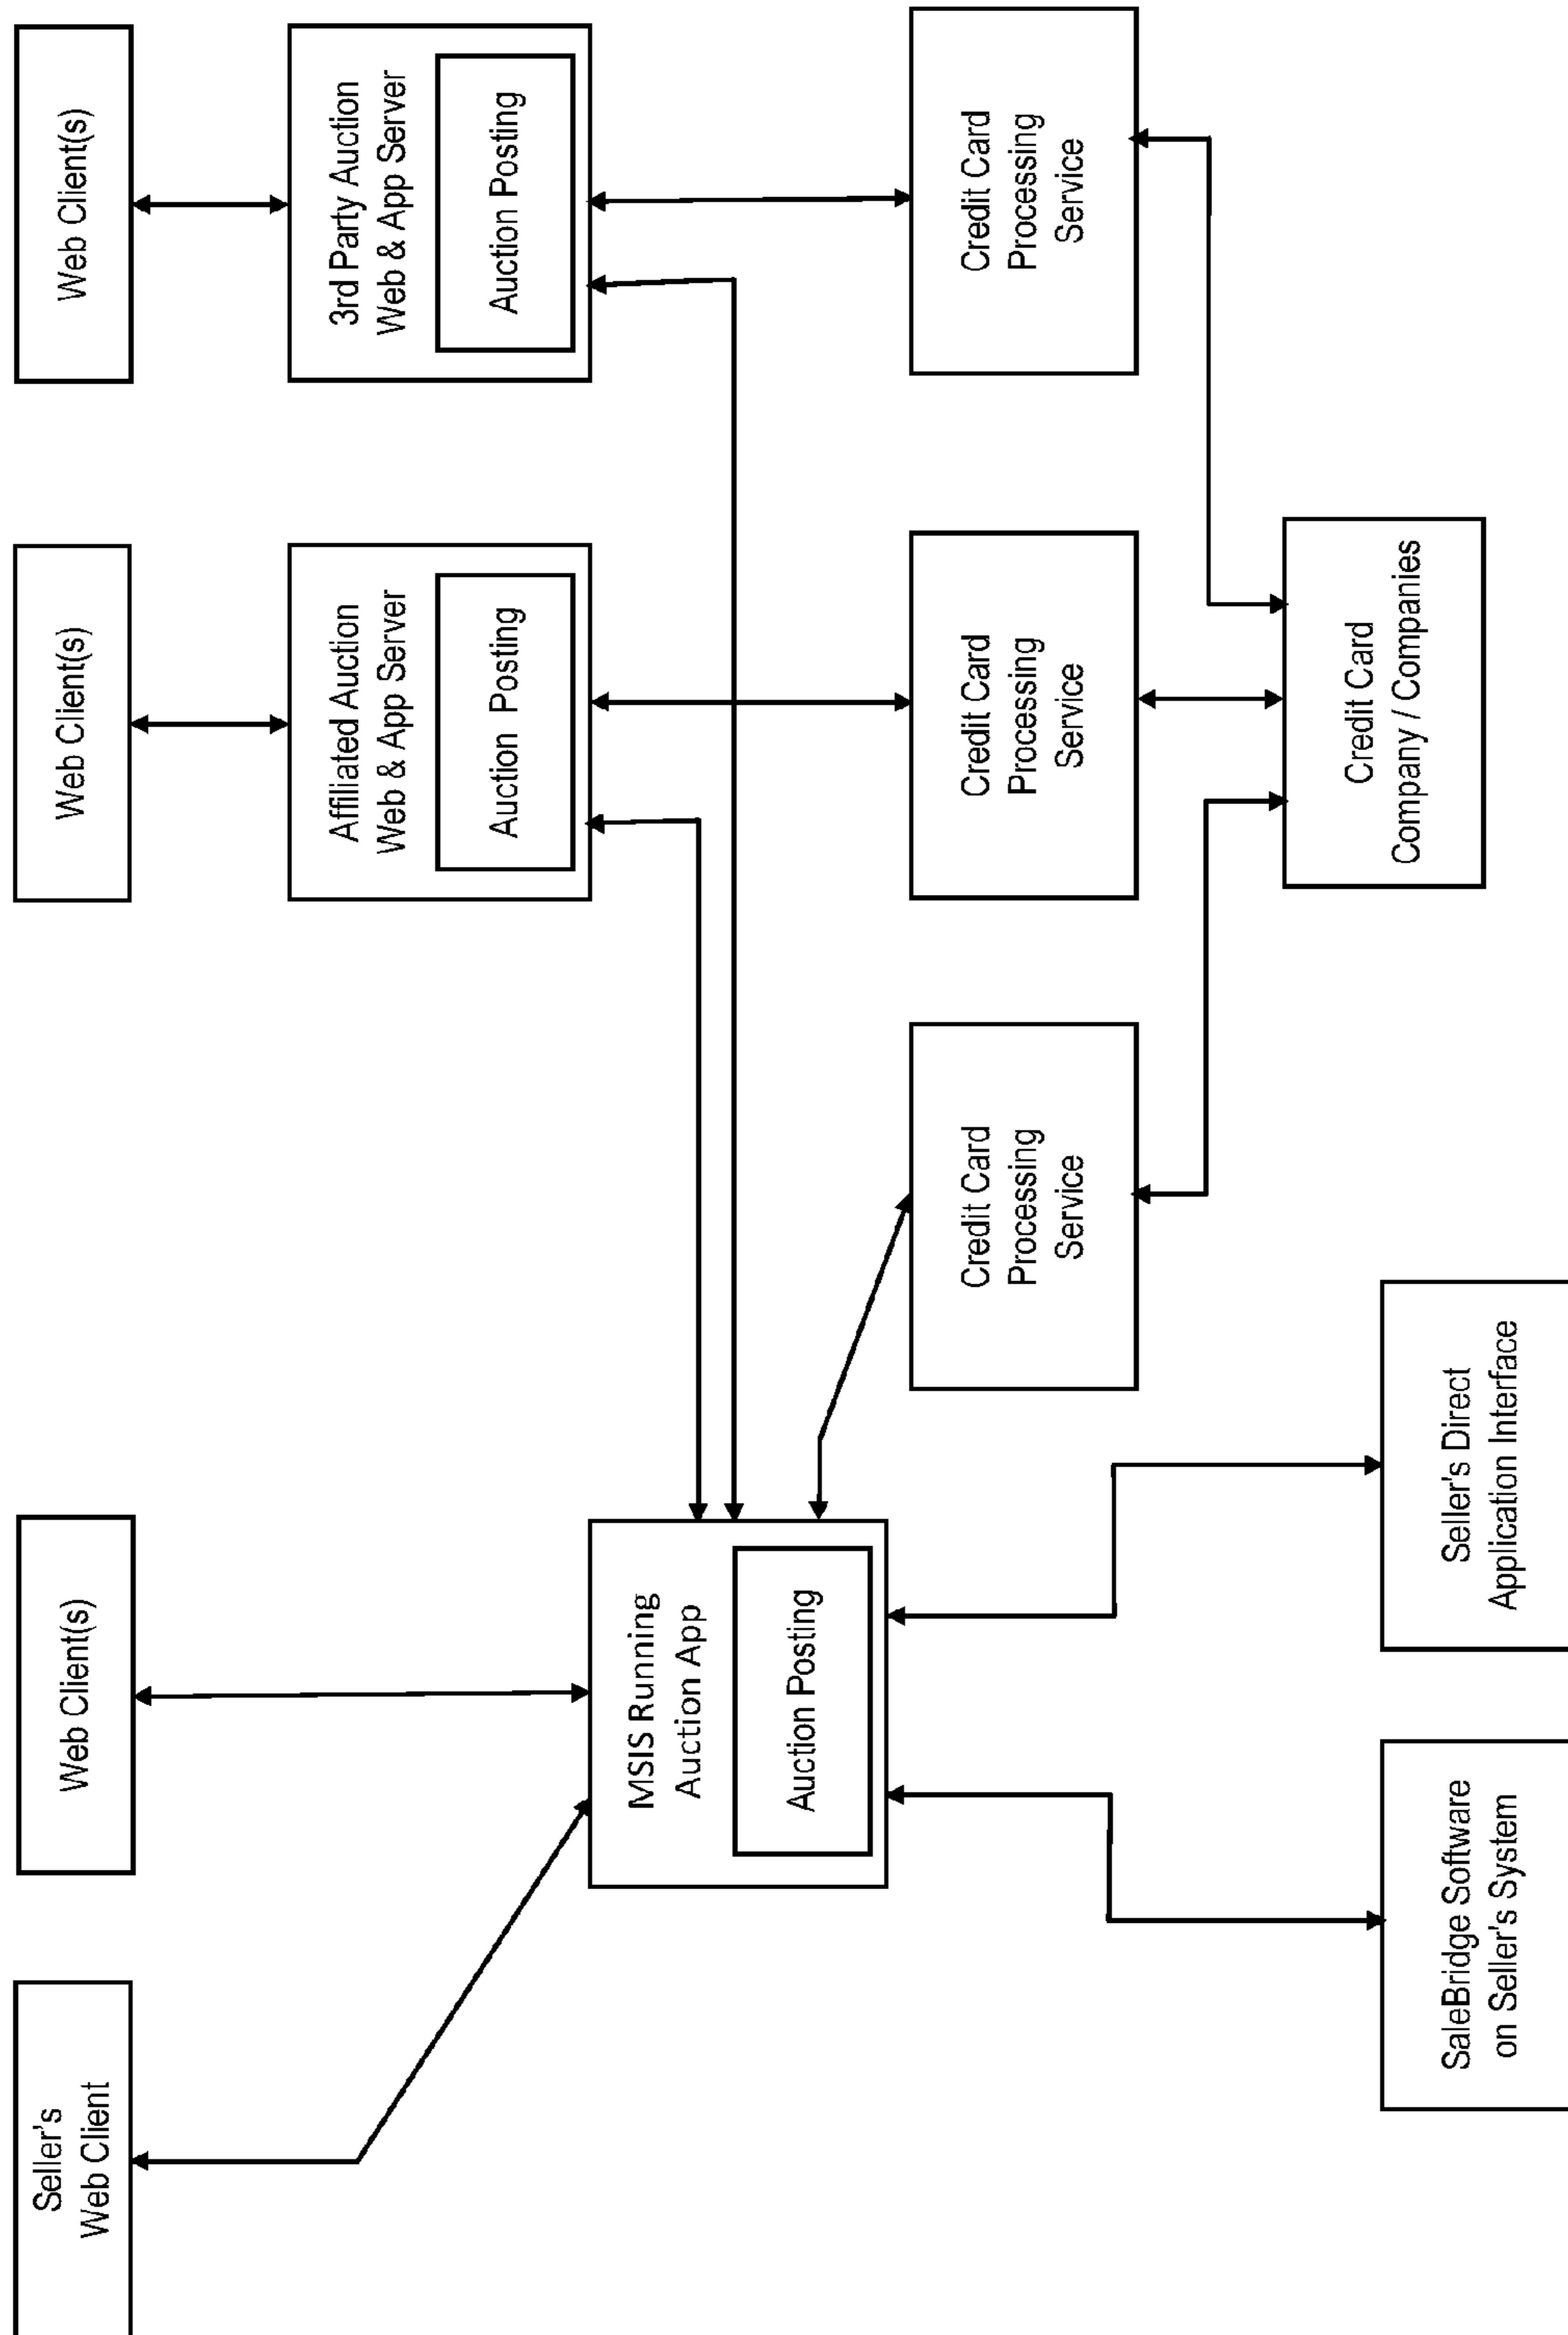 Seller's
Web Client
Web Client(s)
Web Client(s)
Web Client(s)
Affiliated Auction
Web & App Server
Auction Posting
3rd Party Auction
Web & App Server
Auction Posting
MSIS Running
Auction App
Auction Posting
Credit Card
Processing
Service
Credit Card
Processing
Service
Credit Card
Processing
Service
Credit Card
Company / Companies
SaleBridge Software
on Seller's System
Seller's Direct
Application Interface